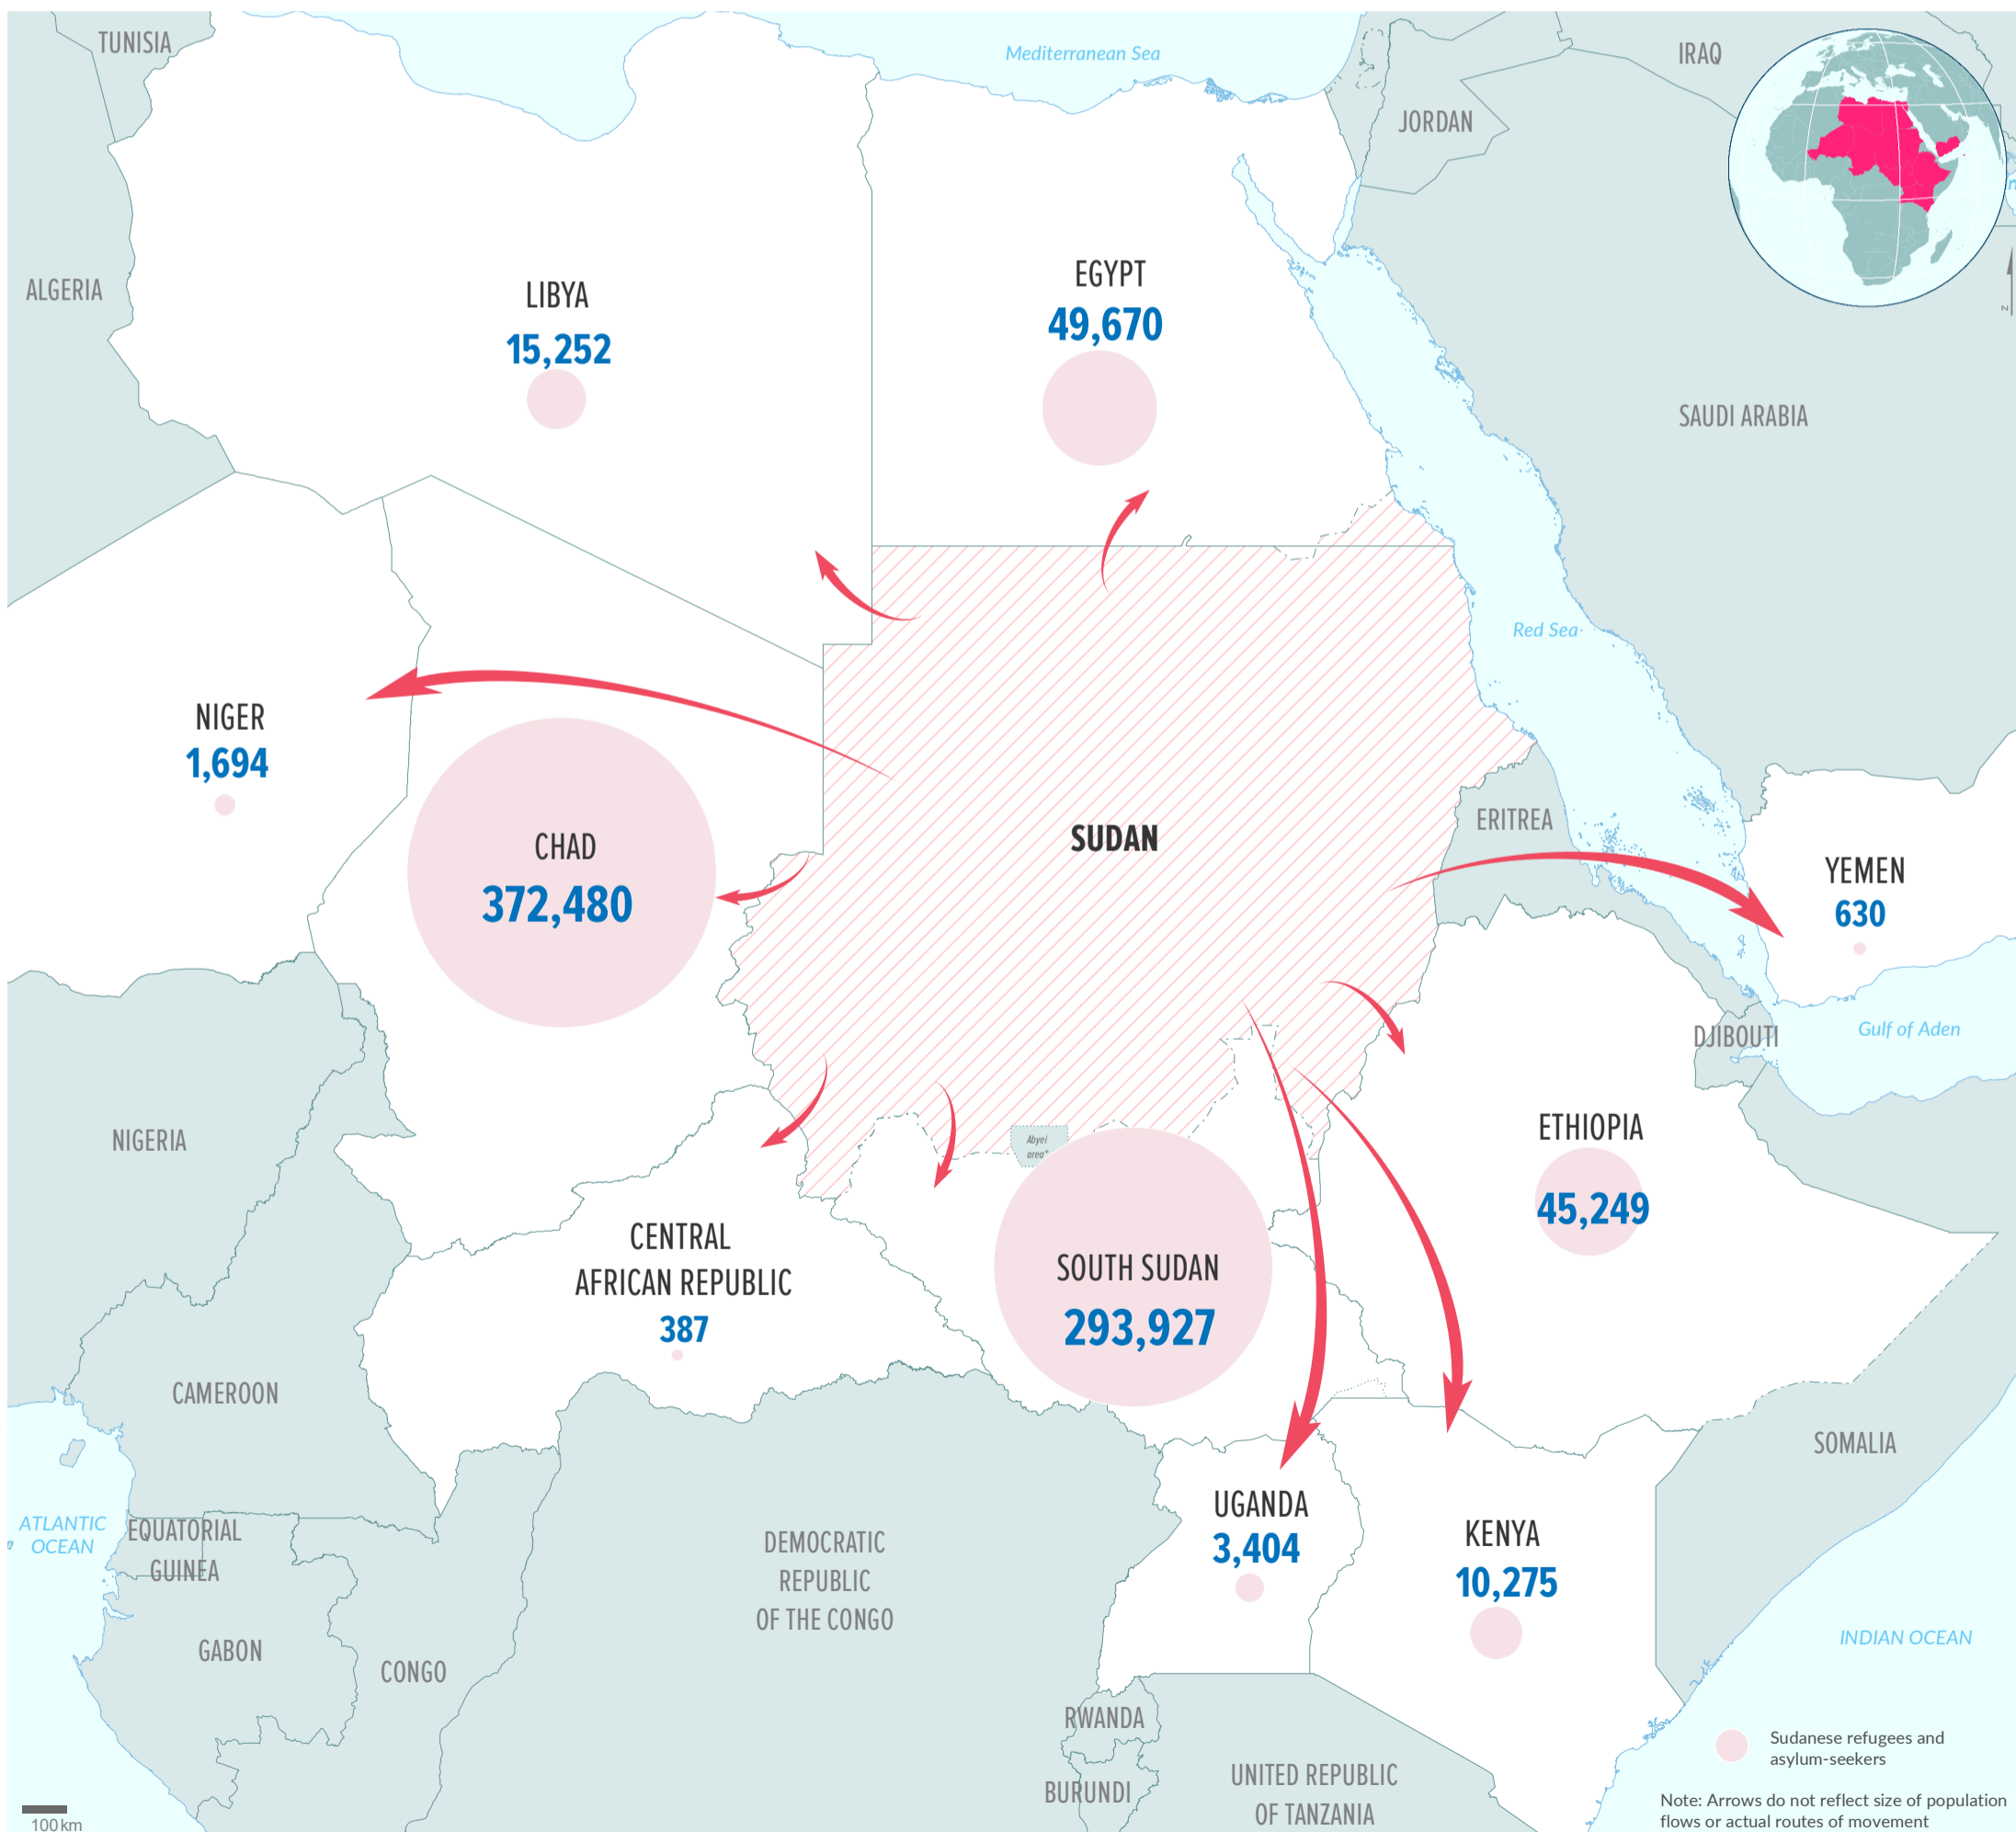 TUNISIA
Mediterranean Sea
IRAQ
JORDAN
ALGERIA
LIBYA
15,252
EGYPT
49,670
N
SAUDI ARABIA
Red Sea
NIGER
1,694
CHAD
372,480
SUDAN
ERITREA
YEMEN
630
Gulf of Aden
DJIBOUTI
NIGERIA
Abyei
area*
ETHIOPIA
45,249
CENTRAL
AFRICAN REPUBLIC
387
SOUTH SUDAN
293,927
CAMEROON
SOMALIA
ATLANTIC
OCEAN
EQUATORIAL
GUINEA
DEMOCRATIC
REPUBLIC
OF THE CONGO
UGANDA
3,404
KENYA
10,275
GABON
CONGO
INDIAN OCEAN
RWANDA
BURUNDI
UNITED REPUBLIC
OF TANZANIA
Sudanese refugees and
asylum-seekers
Note: Arrows do not reflect size of population
flows or actual routes of movement
100 km